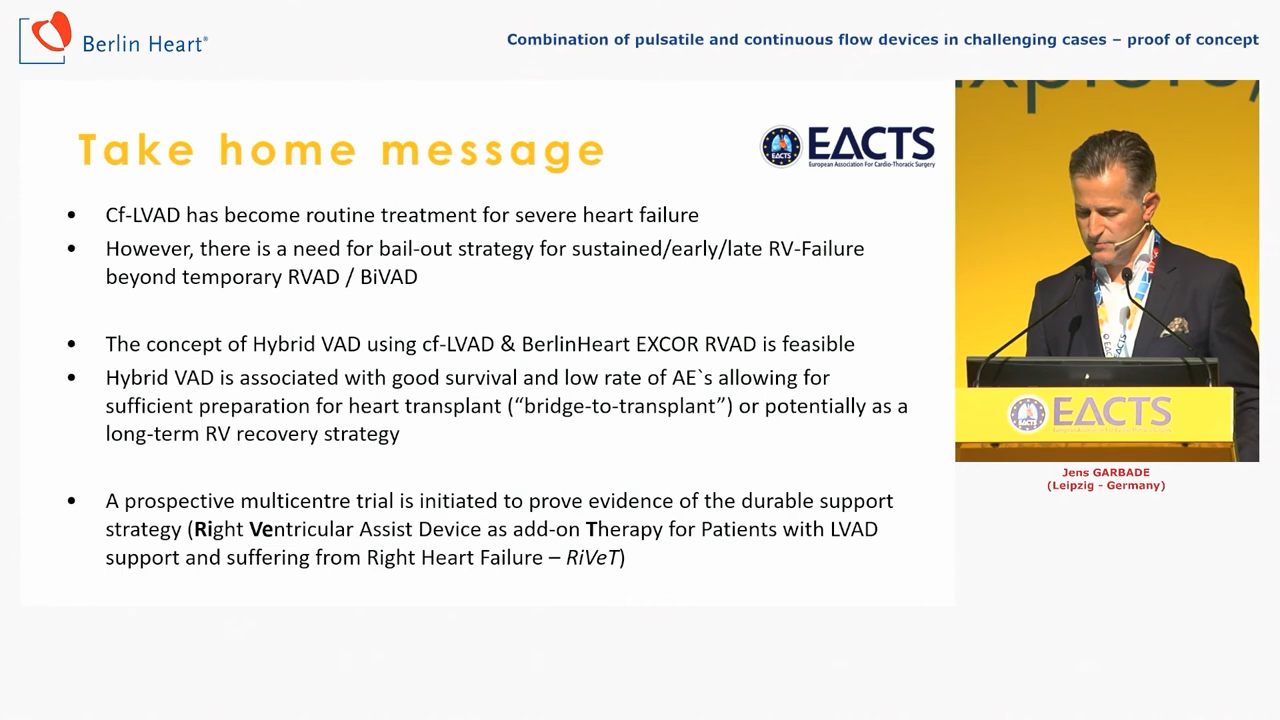 Berlin Heart®
Combination of pulsatile and continuous flow devices in challenging cases – proof of concept
Take home message
EACTS
EACTS
European Association For Cardio-Thoracic Surgery
• Cf-LVAD has become routine treatment for severe heart failure
• However, there is a need for bail-out strategy for sustained/early/late RV-Failure
beyond temporary RVAD / BiVAD
• The concept of Hybrid VAD using cf-LVAD & BerlinHeart EXCOR RVAD is feasible
• Hybrid VAD is associated with good survival and low rate of AE`s allowing for
sufficient preparation for heart transplant (“bridge-to-transplant”) or potentially as a
long-term RV recovery strategy
• A prospective multicentre trial is initiated to prove evidence of the durable support
strategy (Right Ventricular Assist Device as add-on Therapy for Patients with LVAD
support and suffering from Right Heart Failure – RiVeT)
EACTS
Jens GARBADE
(Leipzig - Germany)